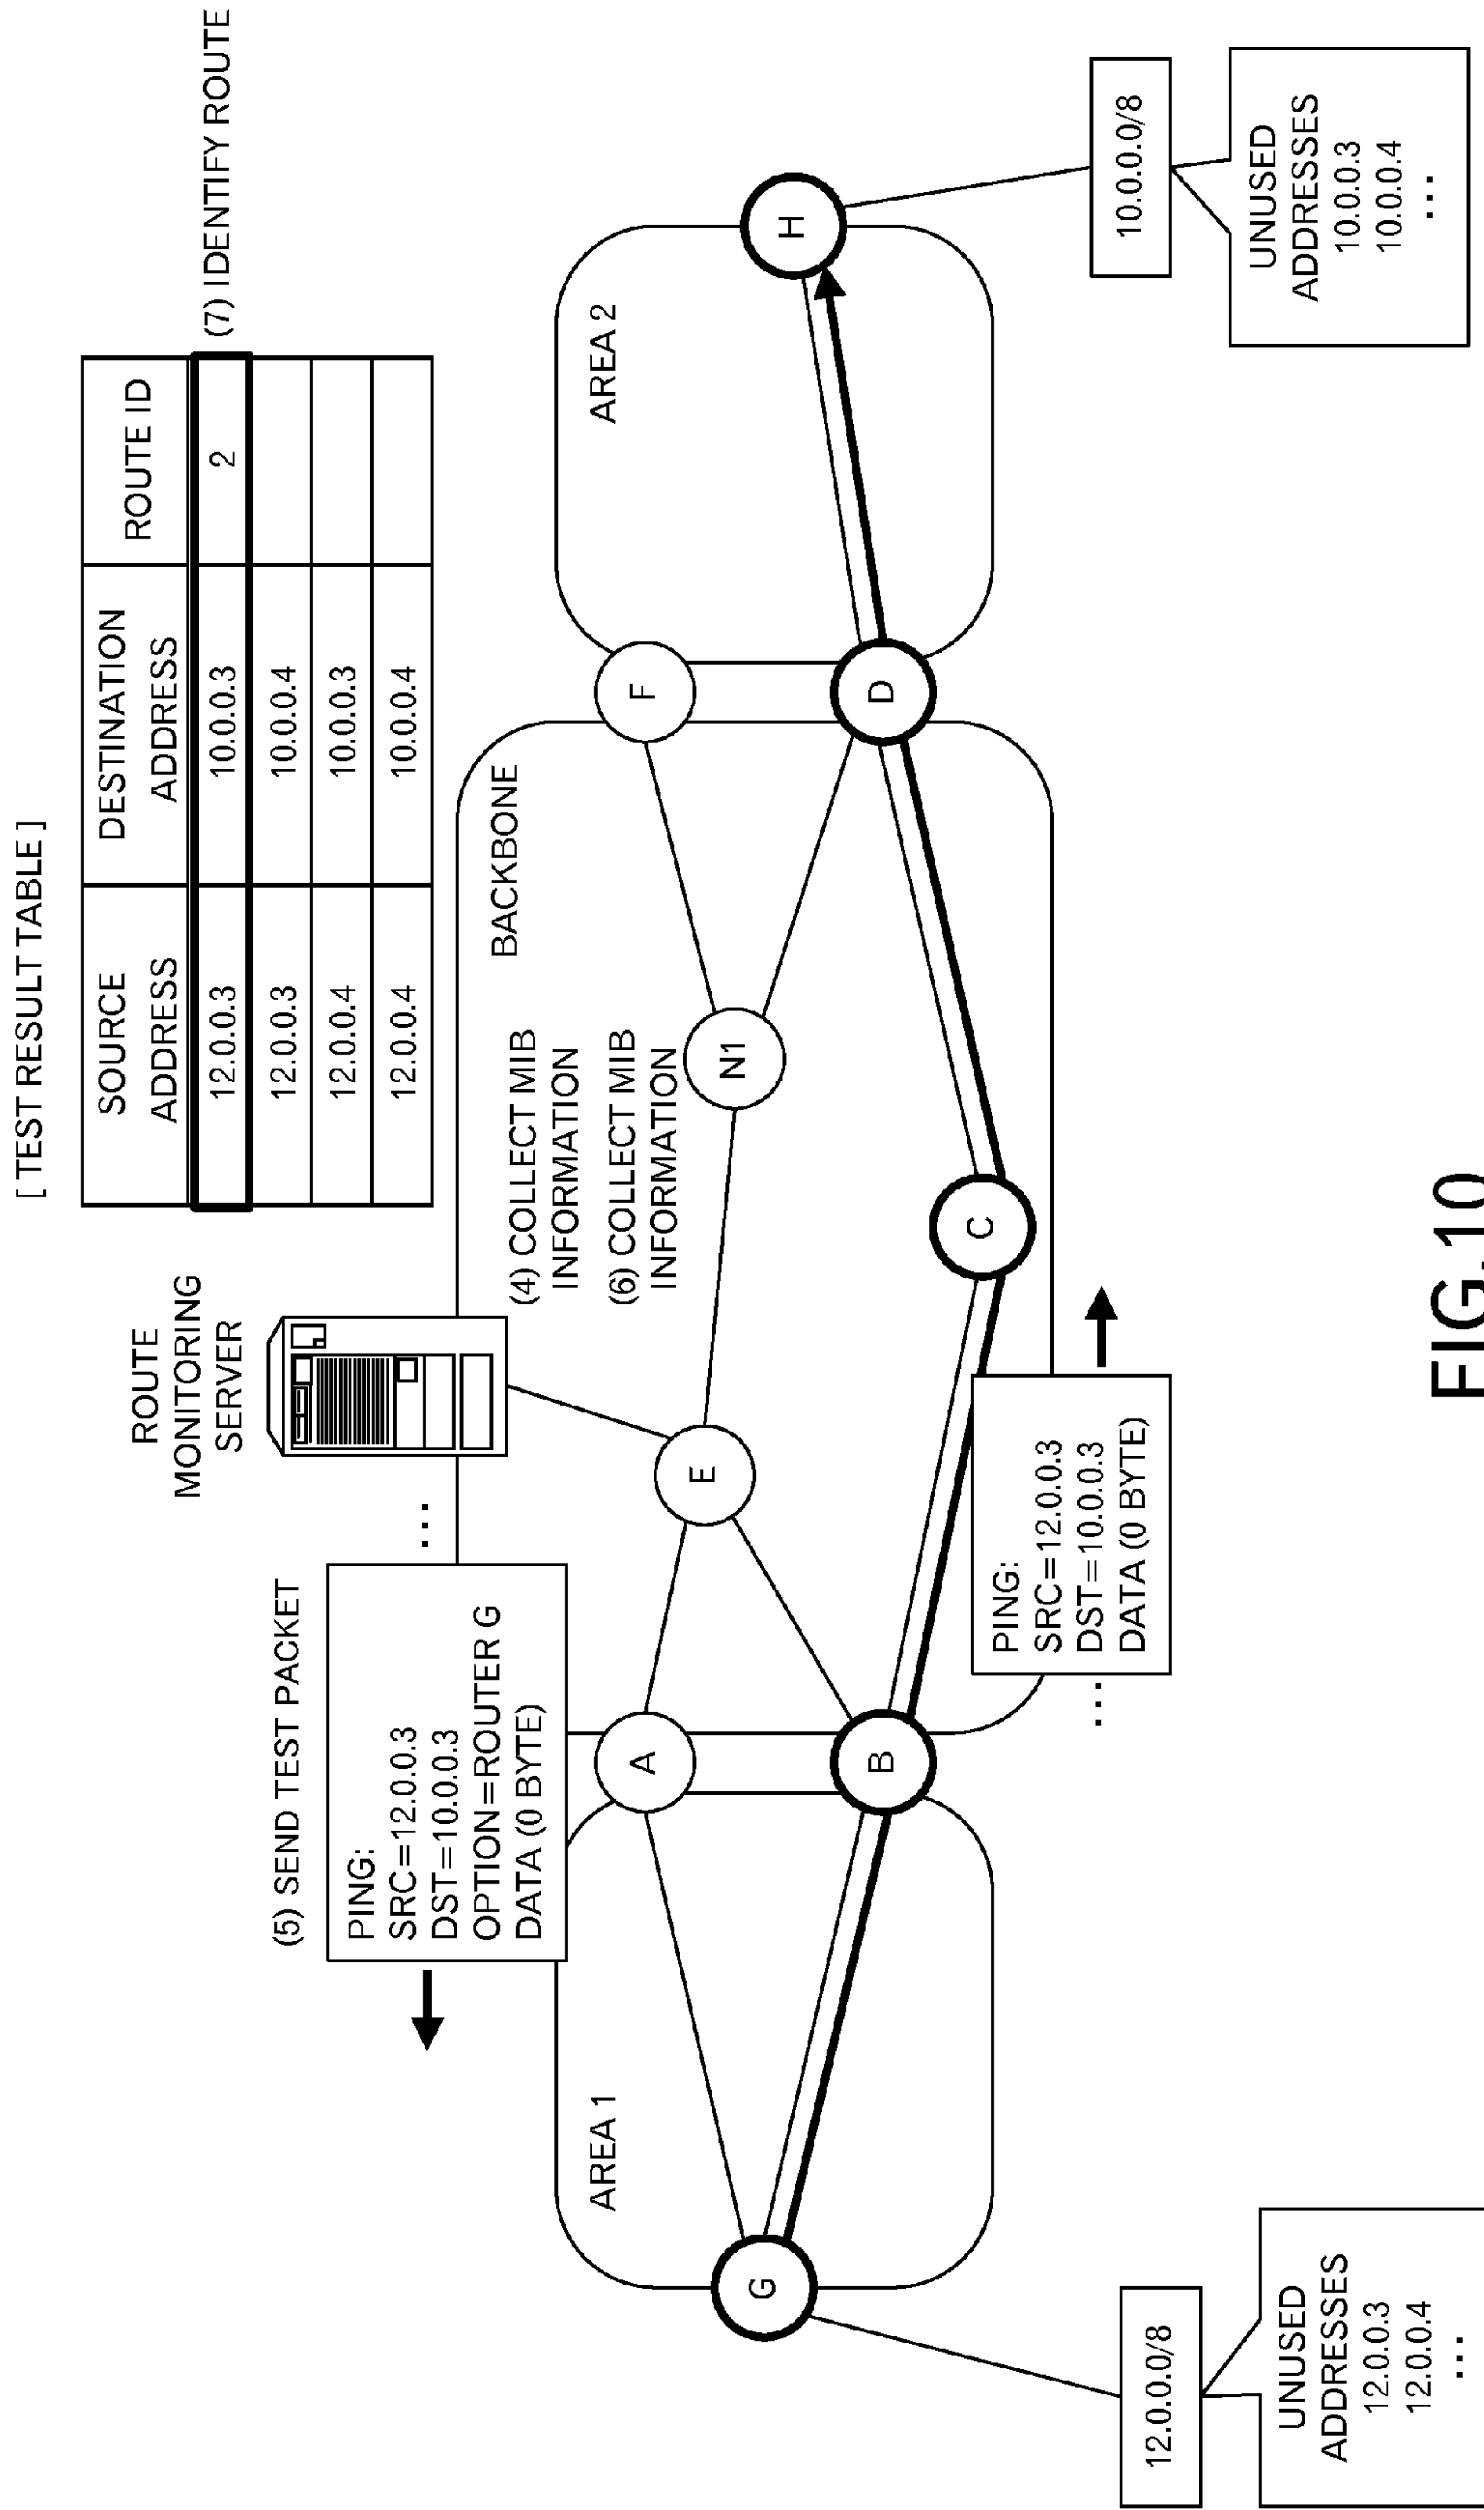 [ TEST RESULT TABLE ]
SOURCE ADDRESS
DESTINATION ADDRESS
ROUTE ID
12.0.0.3 10.0.0.3 2
12.0.0.3 10.0.0.4
12.0.0.4 10.0.0.3
12.0.0.4 10.0.0.4
(7) IDENTIFY ROUTE
ROUTE
MONITORING
SERVER
(5) SEND TEST PACKET
PING:
SRC=12.0.0.3
DST=10.0.0.3
OPTION=ROUTER G
DATA (0 BYTE)
...
(4) COLLECT MIB
INFORMATION
(6) COLLECT MIB
INFORMATION
BACKBONE
AREA 1
AREA 2
A
E
F
N1
G
B
D
H
C
PING:
SRC=12.0.0.3
DST=10.0.0.3
DATA (0 BYTE)
...
12.0.0.0/8
UNUSED
ADDRESSES
12.0.0.3
12.0.0.4
...
10.0.0.0/8
UNUSED
ADDRESSES
10.0.0.3
10.0.0.4
...
FIG.10